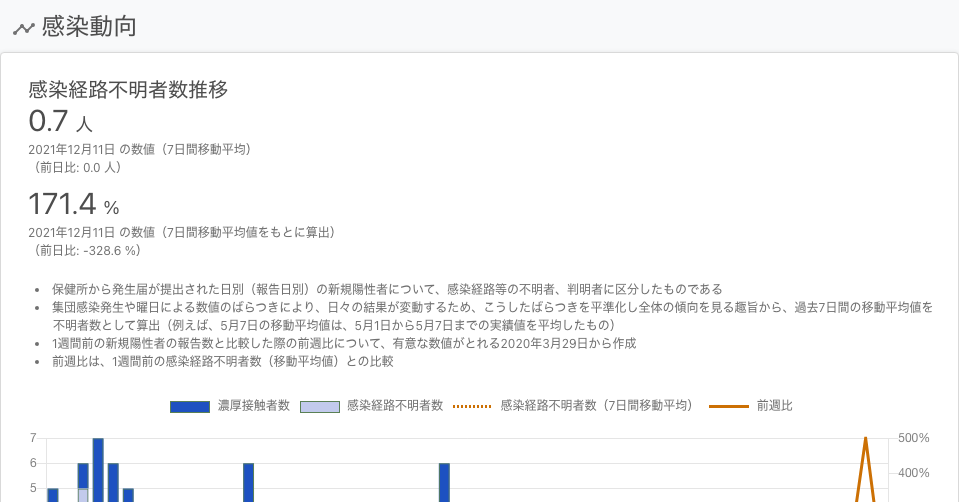 感染動向
感染経路不明者数推移
0.7 人
2021年12月11日 の数値（7日間移動平均）
（前日比: 0.0 人）
171.4 %
2021年12月11日 の数値（7日間移動平均値をもとに算出）
（前日比: -328.6 %）
• 保健所から発生届が提出された日別（報告日別）の新規陽性者について、感染経路等の不明者、判明者に区分したものである
• 集団感染発生や曜日による数値のばらつきにより、日々の結果が変動するため、こうしたばらつきを平準化し全体の傾向を見る趣旨から、過去7日間の移動平均値を
不明者数として算出（例えば、5月7日の移動平均値は、5月1日から5月7日までの実績値を平均したもの）
• 1週間前の新規陽性者の報告数と比較した際の前週比について、有意な数値がとれる2020年3月29日から作成
• 前週比は、1週間前の感染経路不明者数（移動平均値）との比較
濃厚接触者数 感染経路不明者数 感染経路不明者数（7日間移動平均） 前週比
7 500%
6 400%
5